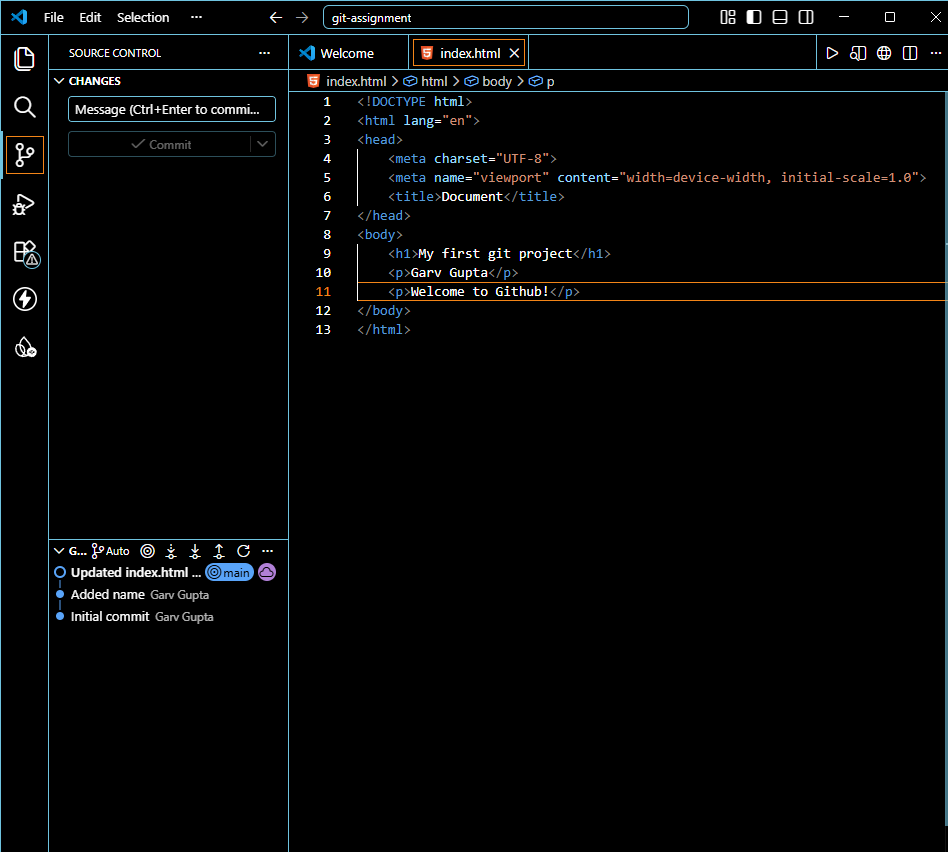 File Edit Selection ··· git-assignment
SOURCE CONTROL ···
CHANGES
Message (Ctrl+Enter to commi...
Commit
G... Auto ···
Updated index.html ... main
Added name Garv Gupta
Initial commit Garv Gupta
Welcome index.html ···
index.html > html > body > p
1 <!DOCTYPE html>
2 <html lang="en">
3 <head>
4 <meta charset="UTF-8">
5 <meta name="viewport" content="width=device-width, initial-scale=1.0">
6 <title>Document</title>
7 </head>
8 <body>
9 <h1>My first git project</h1>
10 <p>Garv Gupta</p>
11 <p>Welcome to Github!</p>
12 </body>
13 </html>